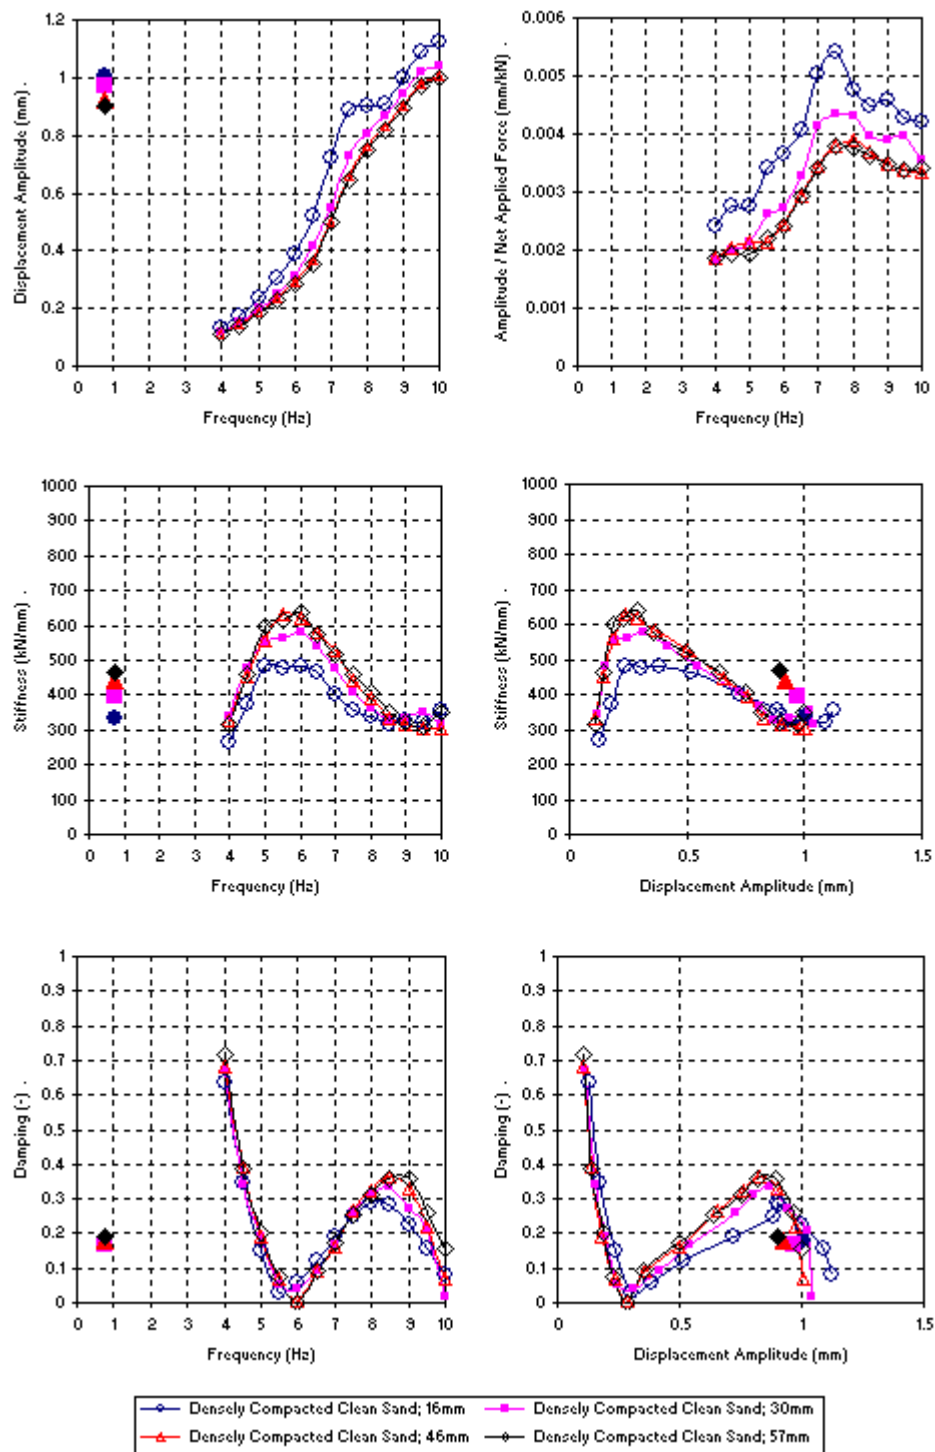 Displacement Amplitude (mm) .
1.2
1
0.8
0.6
0.4
0.2
0
0 1 2 3 4 5 6 7 8 9 10
Frequency (Hz)
Amplitude / Net Applied Force (mm/kN) .
0.006
0.005
0.004
0.003
0.002
0.001
0
0 1 2 3 4 5 6 7 8 9 10
Frequency (Hz)
Stiffness (kN/mm) .
1000
900
800
700
600
500
400
300
200
100
0
0 1 2 3 4 5 6 7 8 9 10
Frequency (Hz)
Stiffness (kN/mm) .
1000
900
800
700
600
500
400
300
200
100
0
0 0.5 1 1.5
Displacement Amplitude (mm)
Damping (-) .
1
0.9
0.8
0.7
0.6
0.5
0.4
0.3
0.2
0.1
0
0 1 2 3 4 5 6 7 8 9 10
Frequency (Hz)
Damping (-) .
1
0.9
0.8
0.7
0.6
0.5
0.4
0.3
0.2
0.1
0
0 0.5 1 1.5
Displacement Amplitude (mm)
Densely Compacted Clean Sand; 16mm
Densely Compacted Clean Sand; 30mm
Densely Compacted Clean Sand; 46mm
Densely Compacted Clean Sand; 57mm